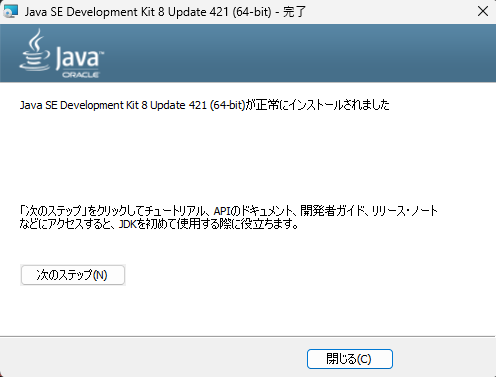 Java SE Development Kit 8 Update 421 (64-bit) - 完了
Java™
ORACLE
Java SE Development Kit 8 Update 421 (64-bit)が正常にインストールされました
「次のステップ」をクリックしてチュートリアル、APIのドキュメント、開発者ガイド、リリース・ノート
などにアクセスすると、JDKを初めて使用する際に役立ちます。
次のステップ(N)
閉じる(C)